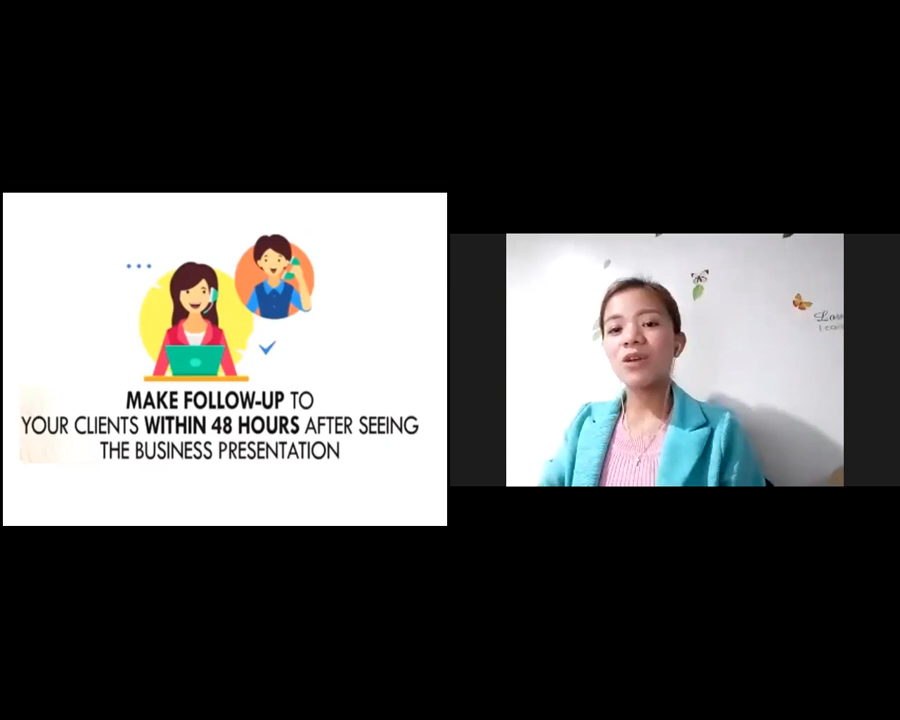 MAKE FOLLOW-UP TO
YOUR CLIENTS WITHIN 48 HOURS AFTER SEEING
THE BUSINESS PRESENTATION